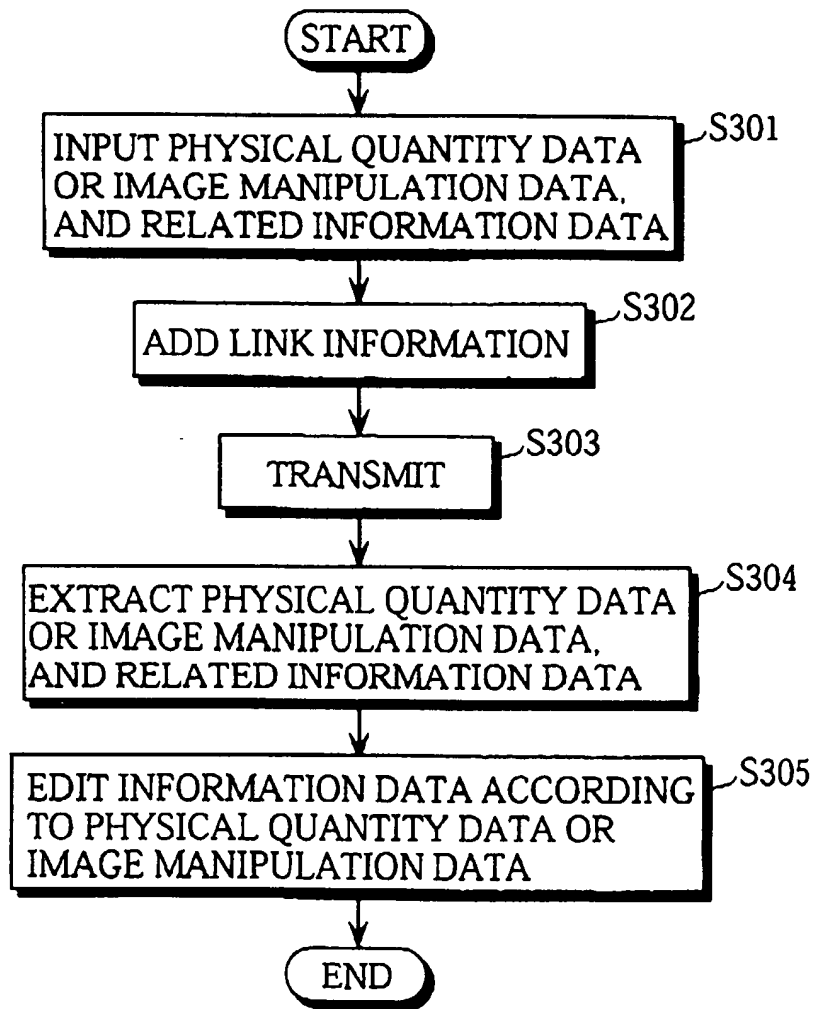 START
S301
INPUT PHYSICAL QUANTITY DATA
OR IMAGE MANIPULATION DATA,
AND RELATED INFORMATION DATA
S302
ADD LINK INFORMATION
S303
TRANSMIT
S304
EXTRACT PHYSICAL QUANTITY DATA
OR IMAGE MANIPULATION DATA,
AND RELATED INFORMATION DATA
S305
EDIT INFORMATION DATA ACCORDING
TO PHYSICAL QUANTITY DATA OR
IMAGE MANIPULATION DATA
END